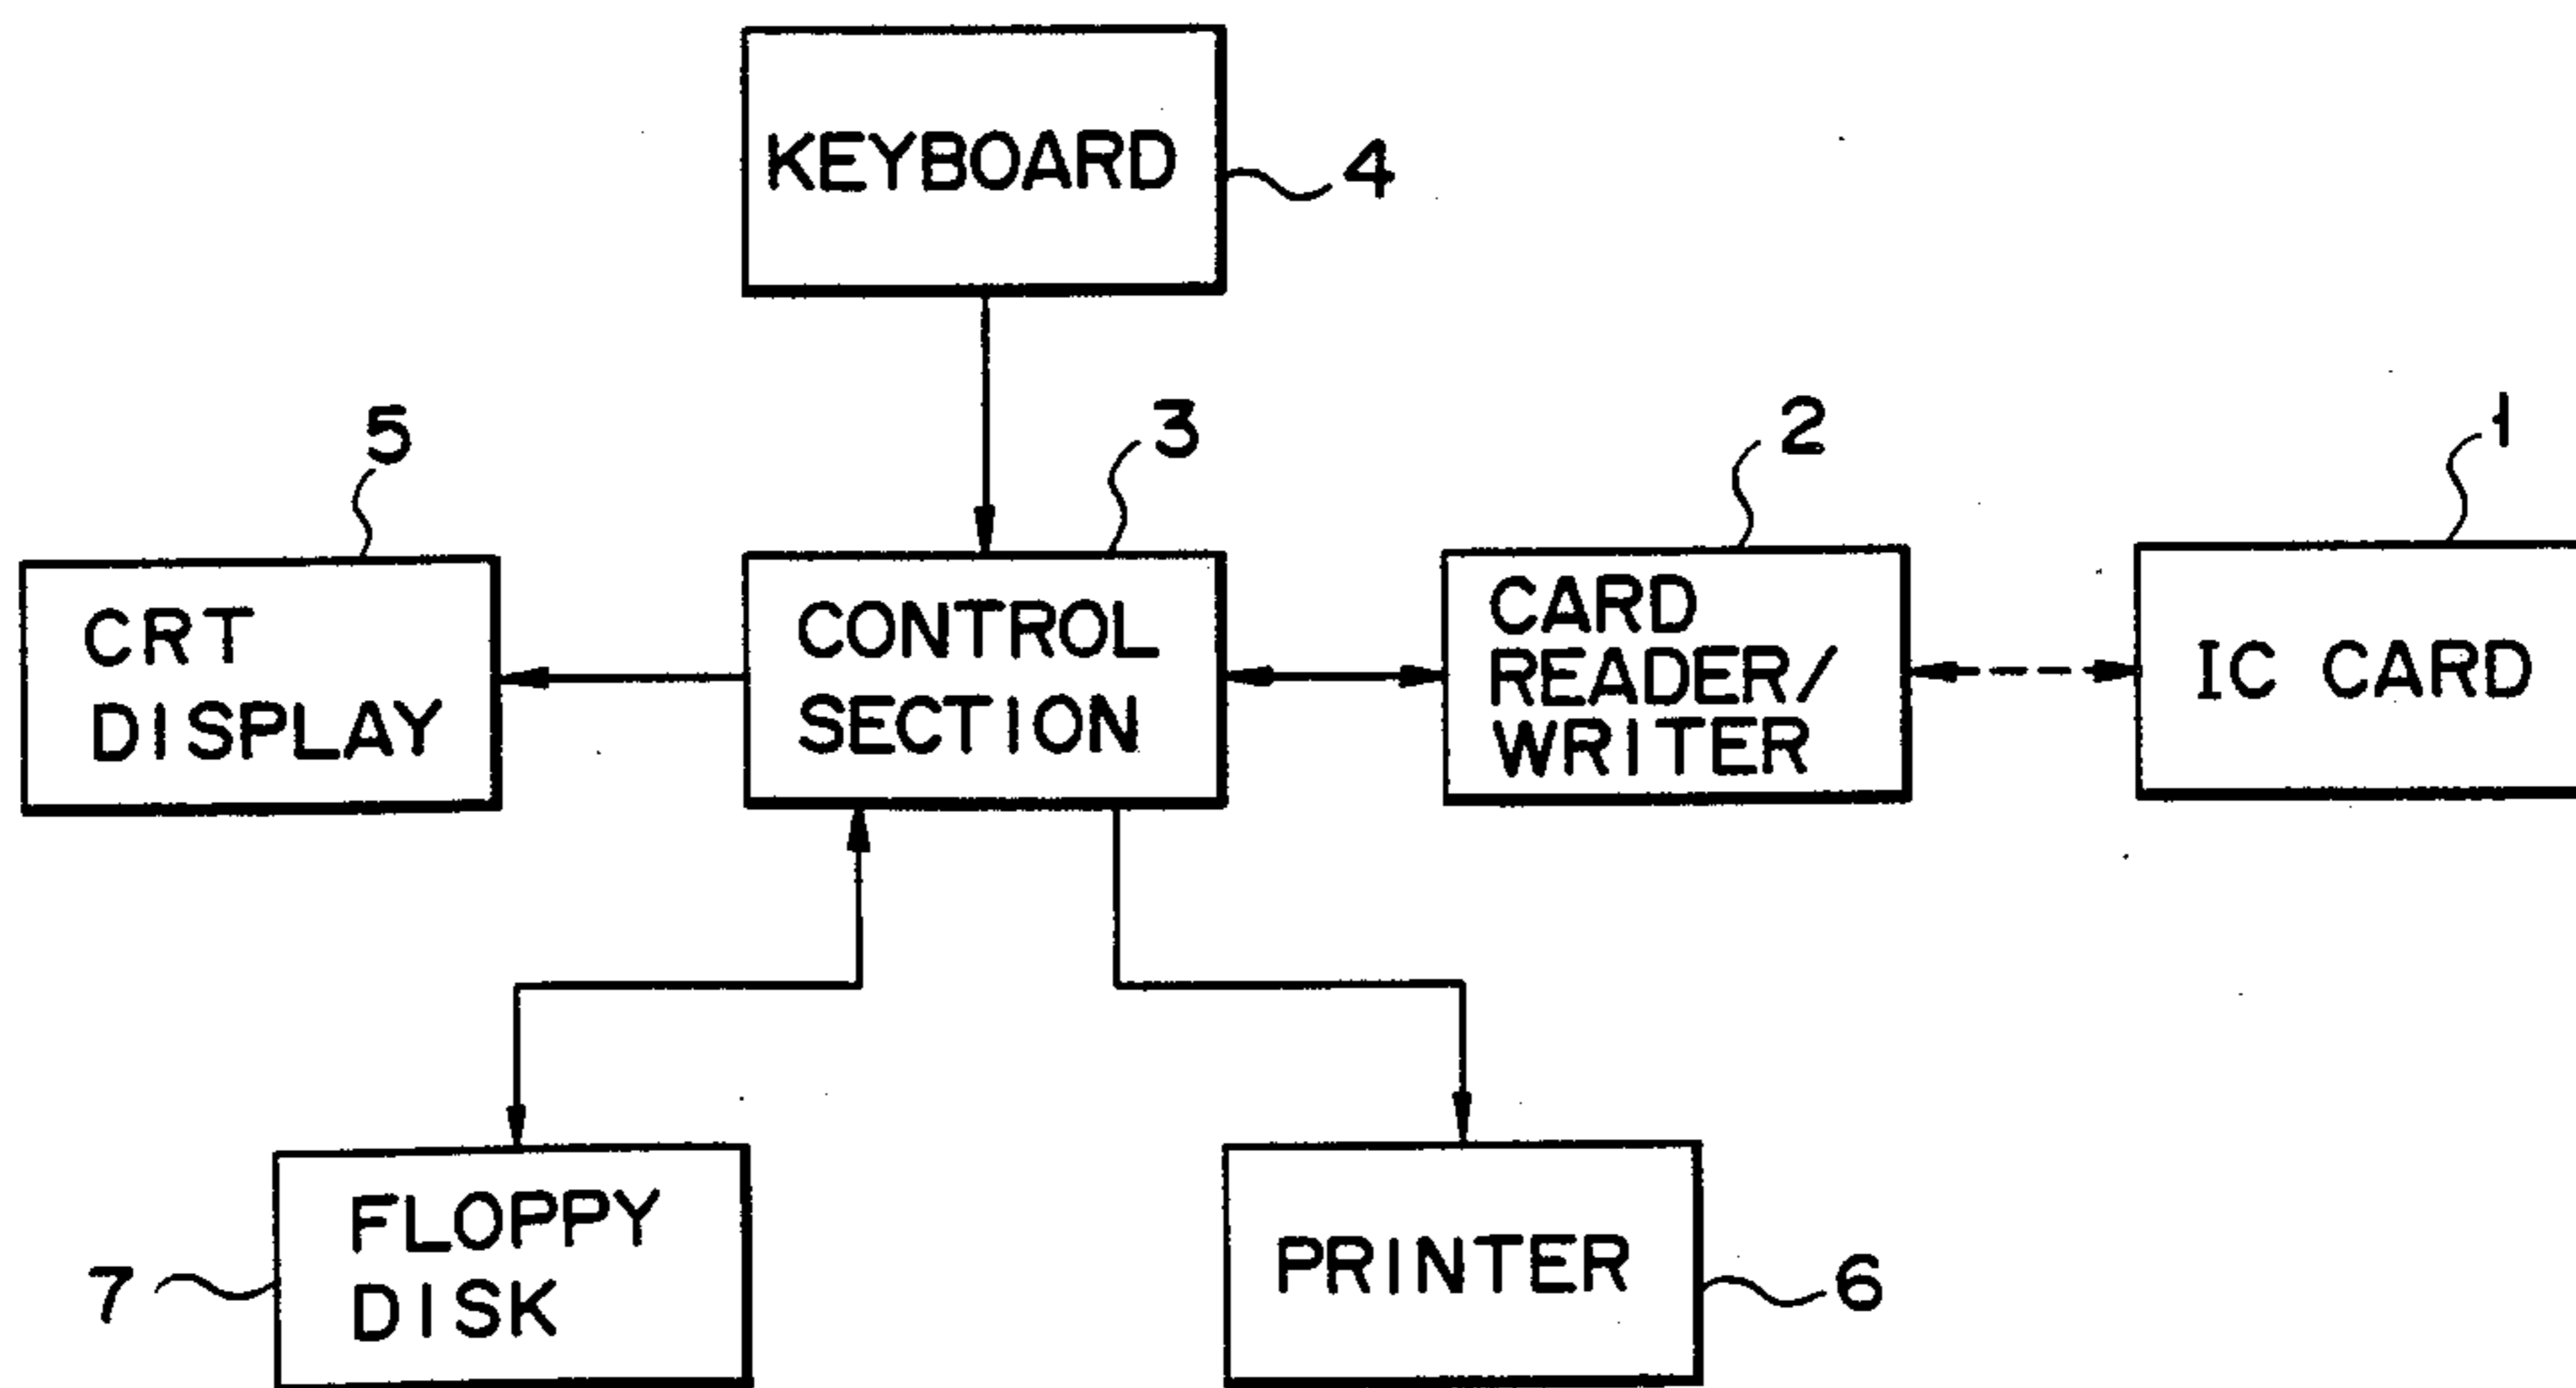 KEYBOARD
4
5
3
2
1
CRT
DISPLAY
CONTROL
SECTION
CARD
READER/
WRITER
IC CARD
FLOPPY
DISK
7
PRINTER
6